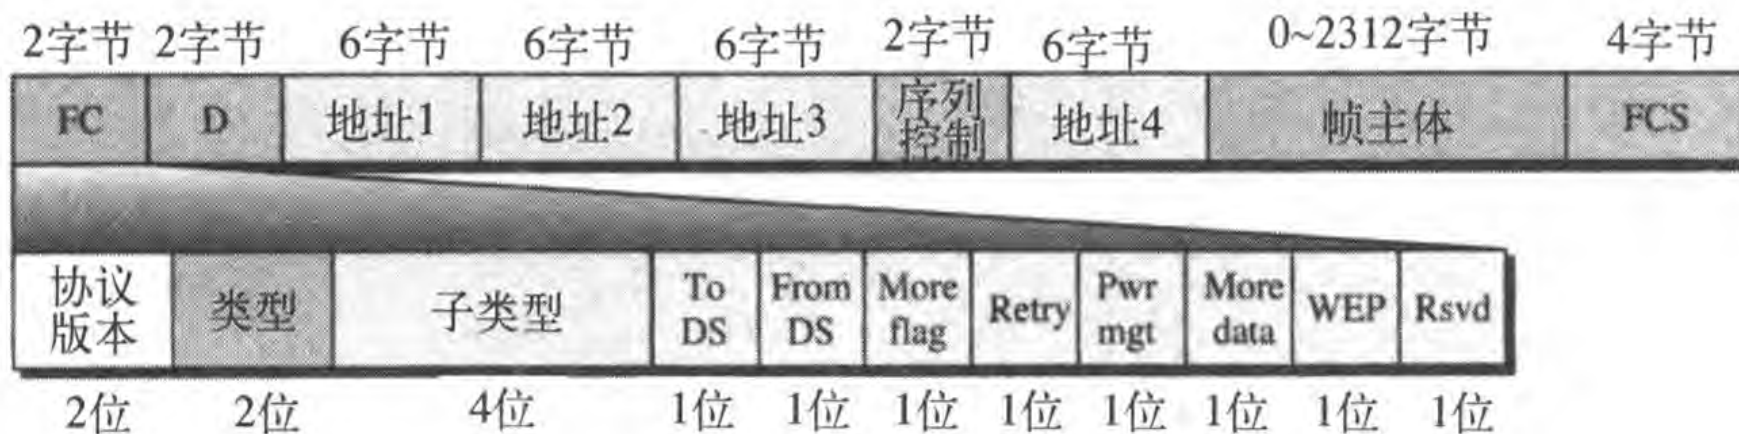 2字节 2字节 6字节 6字节 6字节 2字节 6字节 0~2312字节 4字节
FC D 地址1 地址2 地址3 序列控制 地址4 帧主体 FCS
协议版本 类型 子类型 To DS From DS More flag Retry Pwr mgt More data WEP Rsvd
2位 2位 4位 1位 1位 1位 1位 1位 1位 1位 1位